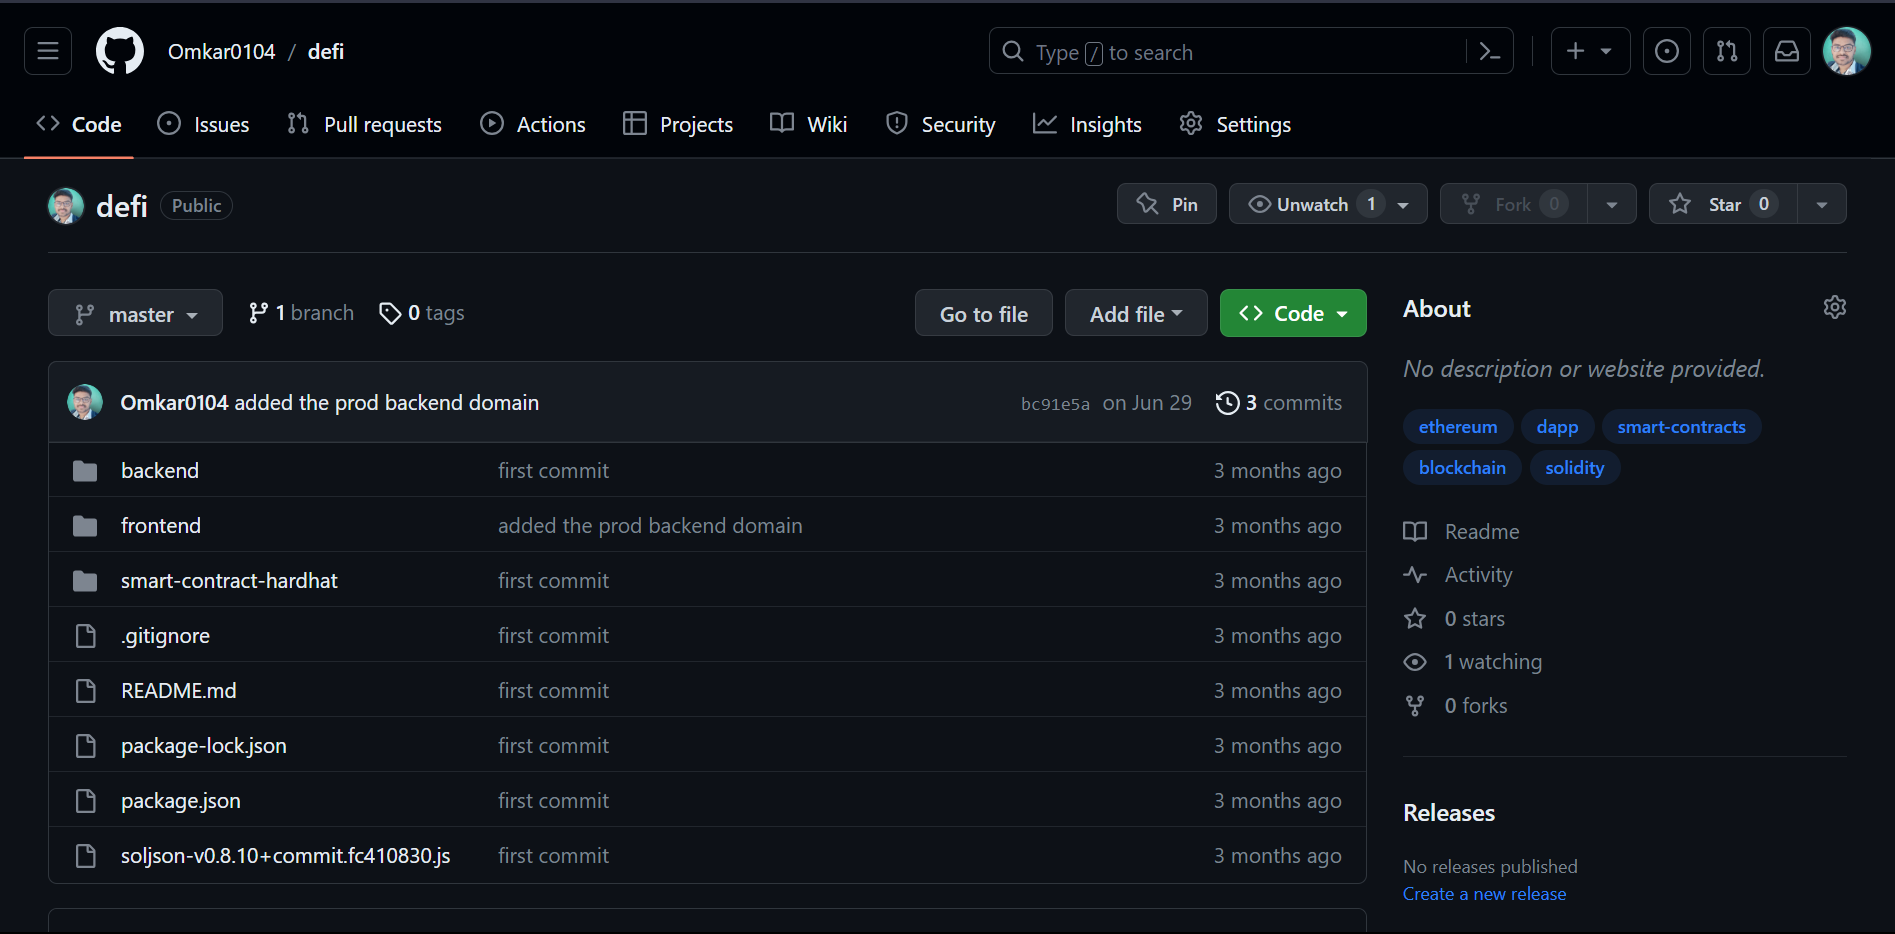 Omkar0104 / defi
Type / to search
Code Issues Pull requests Actions Projects Wiki Security Insights Settings
defi Public
Pin Unwatch 1 Fork 0 Star 0
master 1 branch 0 tags Go to file Add file Code
Omkar0104 added the prod backend domain bc91e5a on Jun 29 3 commits
backend first commit 3 months ago
frontend added the prod backend domain 3 months ago
smart-contract-hardhat first commit 3 months ago
.gitignore first commit 3 months ago
README.md first commit 3 months ago
package-lock.json first commit 3 months ago
package.json first commit 3 months ago
soljson-v0.8.10+commit.fc410830.js first commit 3 months ago
About
No description or website provided.
ethereum dapp smart-contracts
blockchain solidity
Readme
Activity
0 stars
1 watching
0 forks
Releases
No releases published
Create a new release